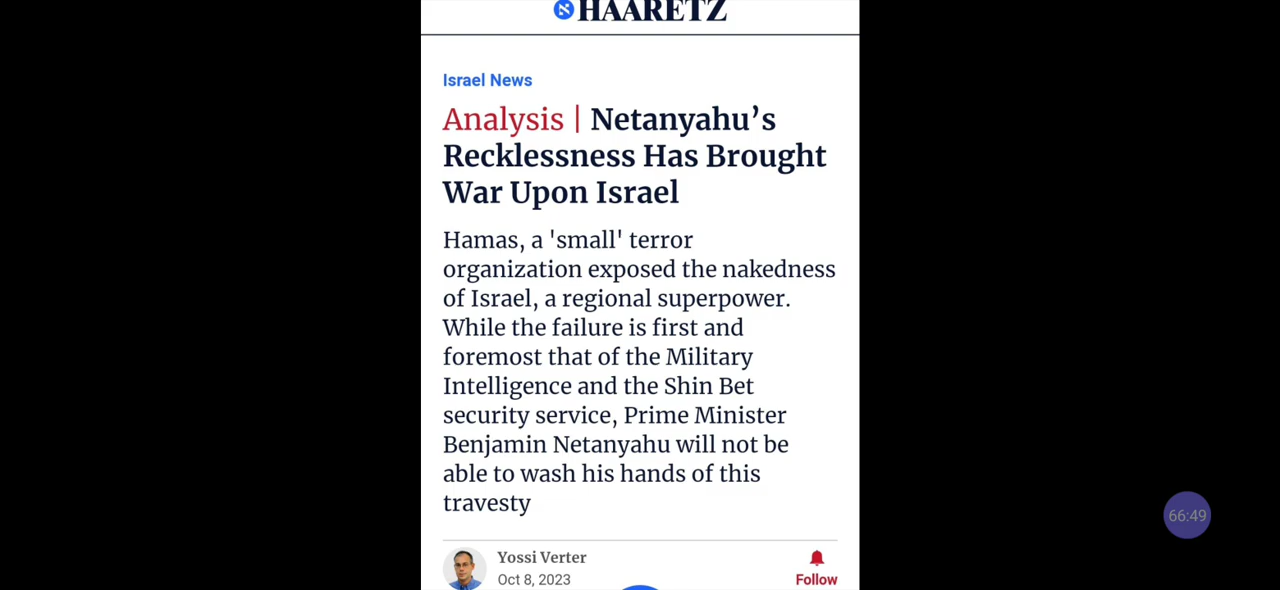 HAARETZ
Israel News
Analysis | Netanyahu’s
Recklessness Has Brought
War Upon Israel
Hamas, a 'small' terror
organization exposed the nakedness
of Israel, a regional superpower.
While the failure is first and
foremost that of the Military
Intelligence and the Shin Bet
security service, Prime Minister
Benjamin Netanyahu will not be
able to wash his hands of this
travesty
Yossi Verter
Oct 8, 2023
Follow
66:49